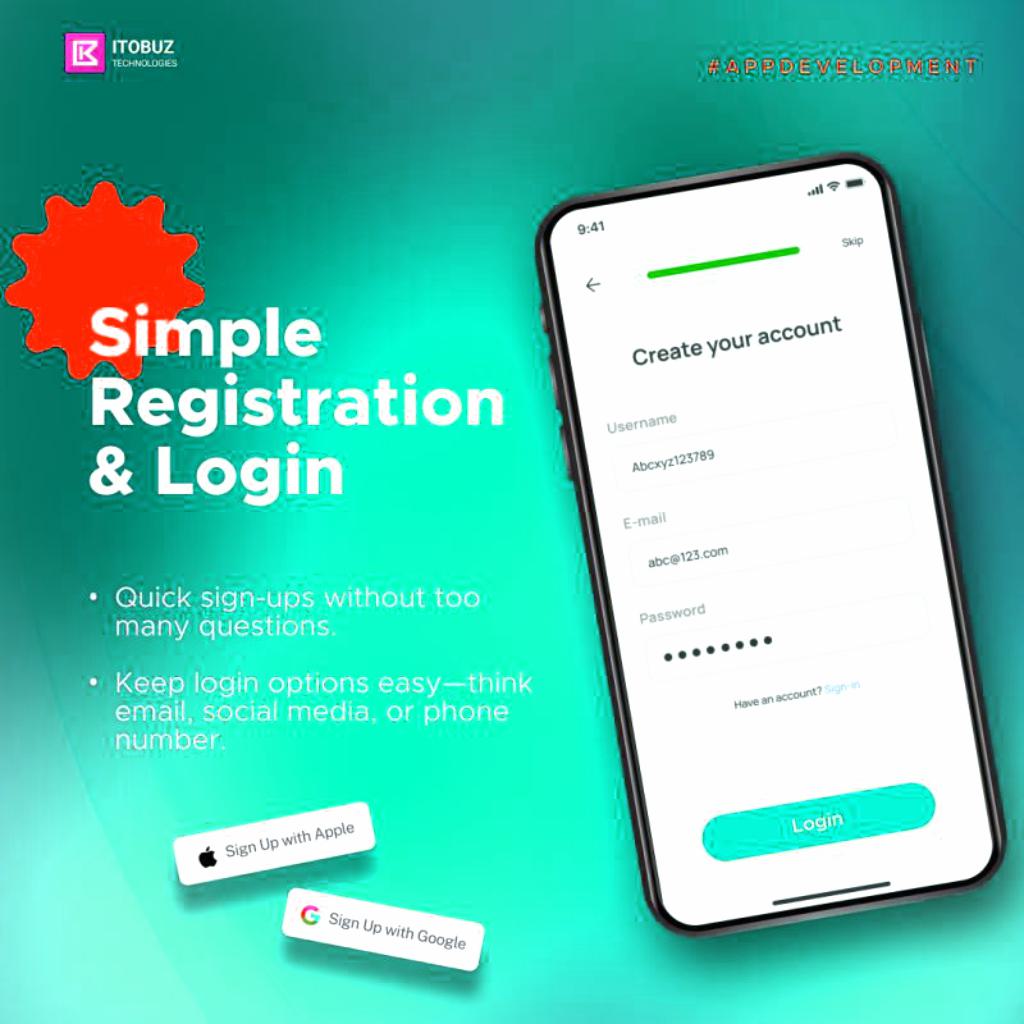 ITOBUZ
TECHNOLOGIES
#APPDEVELOPMENT
Simple
Registration
& Login
• Quick sign-ups without too
many questions.
• Keep login options easy—think
email, social media, or phone
number.
Sign Up with Apple
Sign Up with Google
9:41
Skip
Create your account
Username
Abcxyz123789
E-mail
abc@123.com
Password
Have an account? Sign-in
Login